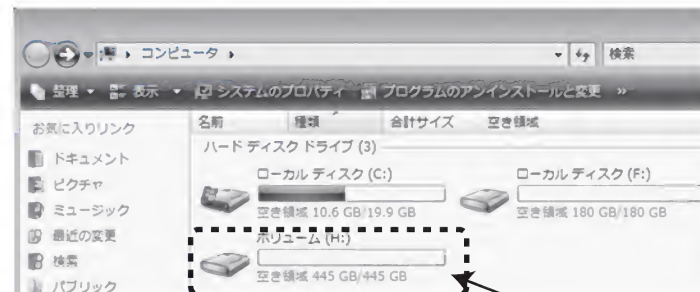 コンピュータ
検索
整理 表示 システムのプロパティ プログラムのアンインストールと変更 »
お気に入りリンク
ドキュメント
ピクチャ
ミュージック
最近の変更
検索
パブリック
名前 種類 合計サイズ 空き領域
ハード ディスク ドライブ (3)
ローカル ディスク (C:)
空き領域 10.6 GB/19.9 GB
ローカル ディスク (F:)
空き領域 180 GB/180 GB
ボリューム (H:)
空き領域 445 GB/445 GB